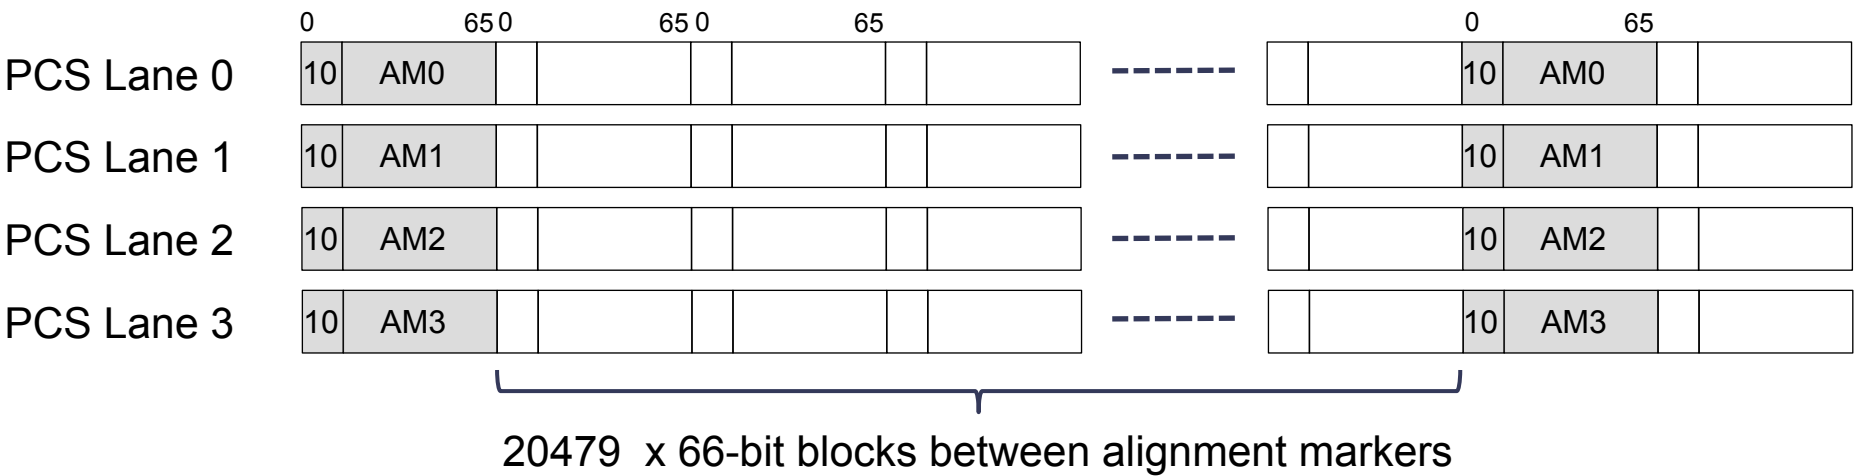 0 65 0 65 0 65 0 65
PCS Lane 0 10 AM0 10 AM0
PCS Lane 1 10 AM1 10 AM1
PCS Lane 2 10 AM2 10 AM2
PCS Lane 3 10 AM3 10 AM3
20479 x 66-bit blocks between alignment markers